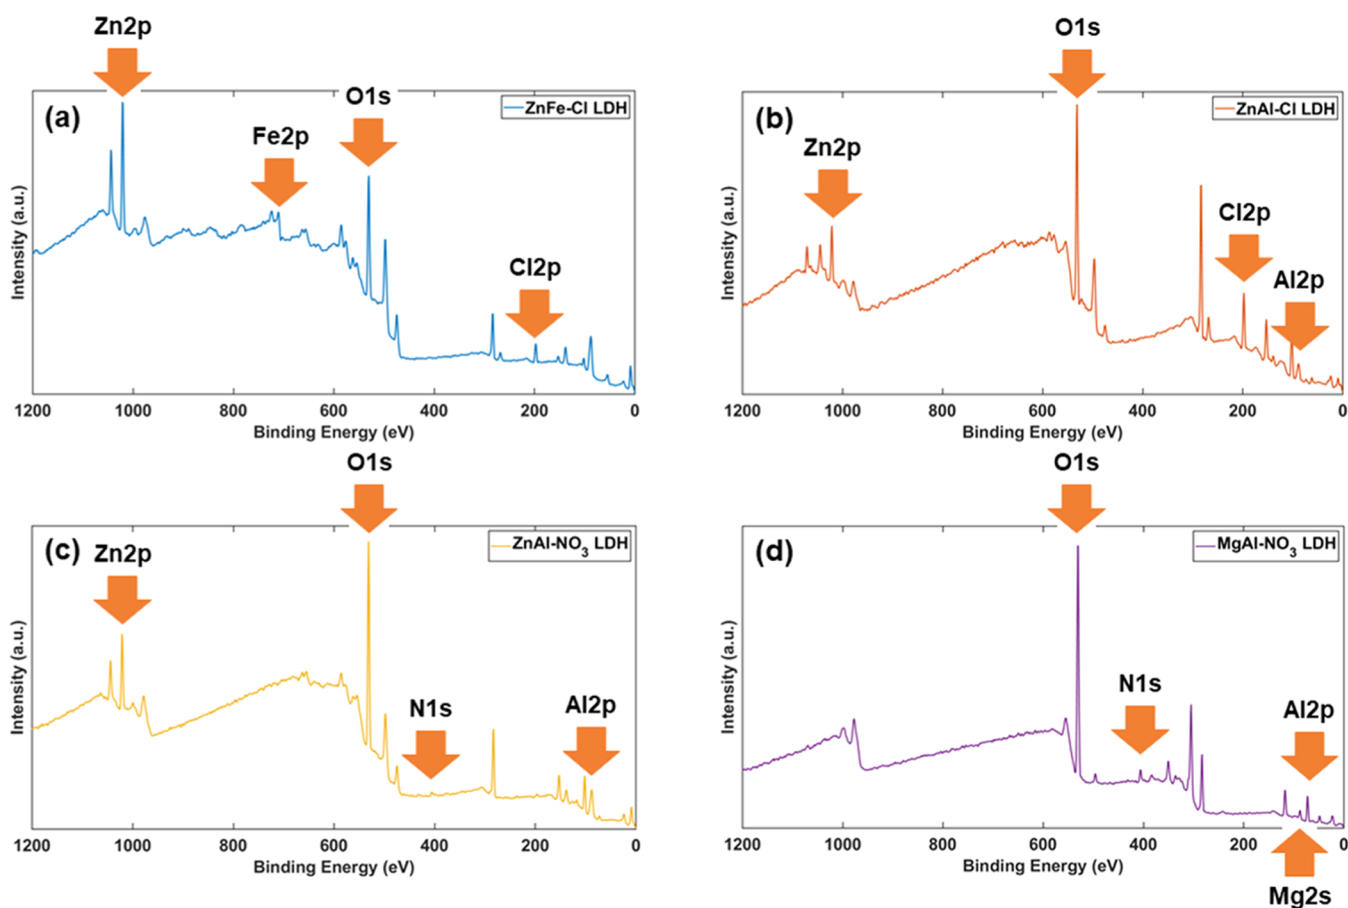 Zn2p
O1s
Fe2p
Cl2p
(a)
ZnFe-Cl LDH
Intensity (a.u.)
1200 1000 800 600 400 200 0
Binding Energy (eV)
O1s
Zn2p
Cl2p
Al2p
(b)
ZnAl-Cl LDH
Intensity (a.u.)
1200 1000 800 600 400 200 0
Binding Energy (eV)
O1s
Zn2p
N1s
Al2p
(c)
ZnAl-NO3 LDH
Intensity (a.u.)
1200 1000 800 600 400 200 0
Binding Energy (eV)
O1s
N1s
Al2p
(d)
MgAl-NO3 LDH
Intensity (a.u.)
1200 1000 800 600 400 200 0
Binding Energy (eV)
Mg2s